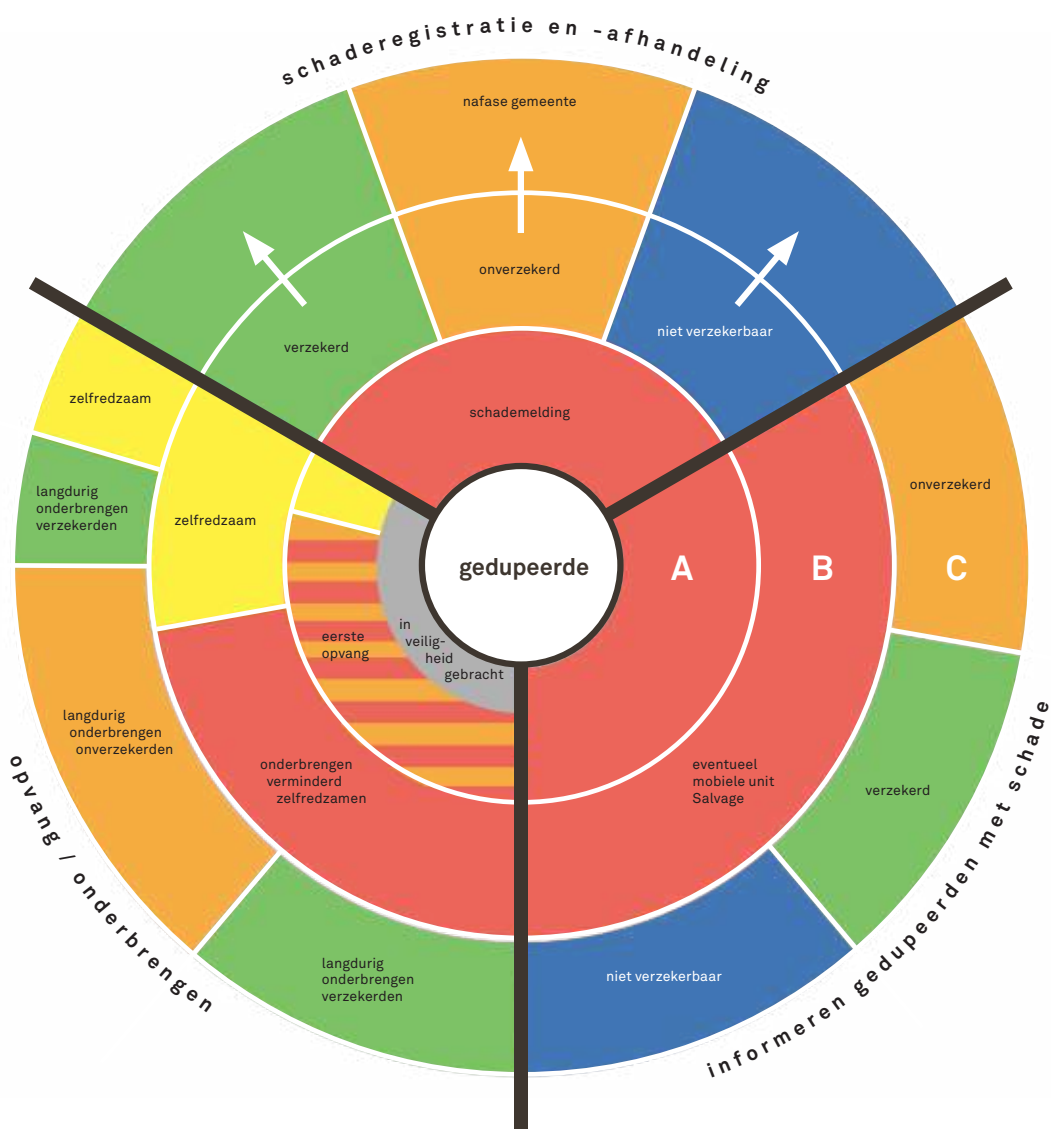 schaderegistratie en -afhandeling
nafase gemeente
onverzekerd
verzekerd
niet verzekerbaar
schademelding
zelfredzaam
langdurig
onderbrengen
verzekerden
zelfredzaam
gedupeerde
A
B
C
onverzekerd
in
veilig-
heid
gebracht
eerste
opvang
langdurig
onderbrengen
onverzekerden
onderbrengen
verminderd
zelfredzamen
eventueel
mobiele unit
Salvage
verzekerd
langdurig
onderbrengen
verzekerden
niet verzekerbaar
opvang / onderbrengen
informeren gedupeerden met schade